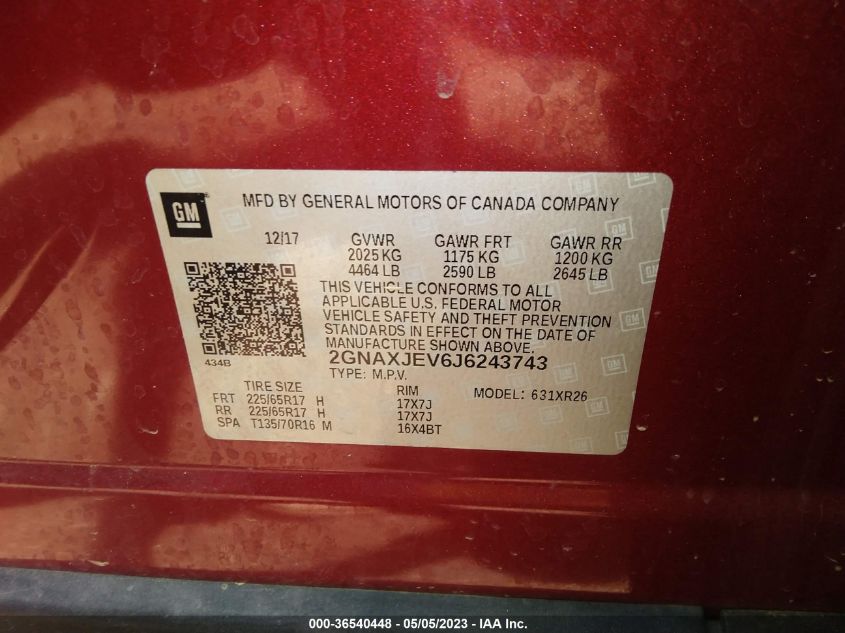 GM
MFD BY GENERAL MOTORS OF CANADA COMPANY
12/17 GVWR GAWR FRT GAWR RR
2025 KG 1175 KG 1200 KG
4464 LB 2590 LB 2645 LB
THIS VEHICLE CONFORMS TO ALL
APPLICABLE U.S. FEDERAL MOTOR
VEHICLE SAFETY AND THEFT PREVENTION
STANDARDS IN EFFECT ON THE DATE OF
MANUFACTURE SHOWN ABOVE.
434B 2GNAXJEV6J6243743
TYPE: M.P.V.
TIRE SIZE RIM MODEL: 631XR26
FRT 225/65R17 H 17X7J
RR 225/65R17 H 17X7J
SPA T135/70R16 M 16X4BT
000-36540448 - 05/05/2023 - IAA Inc.